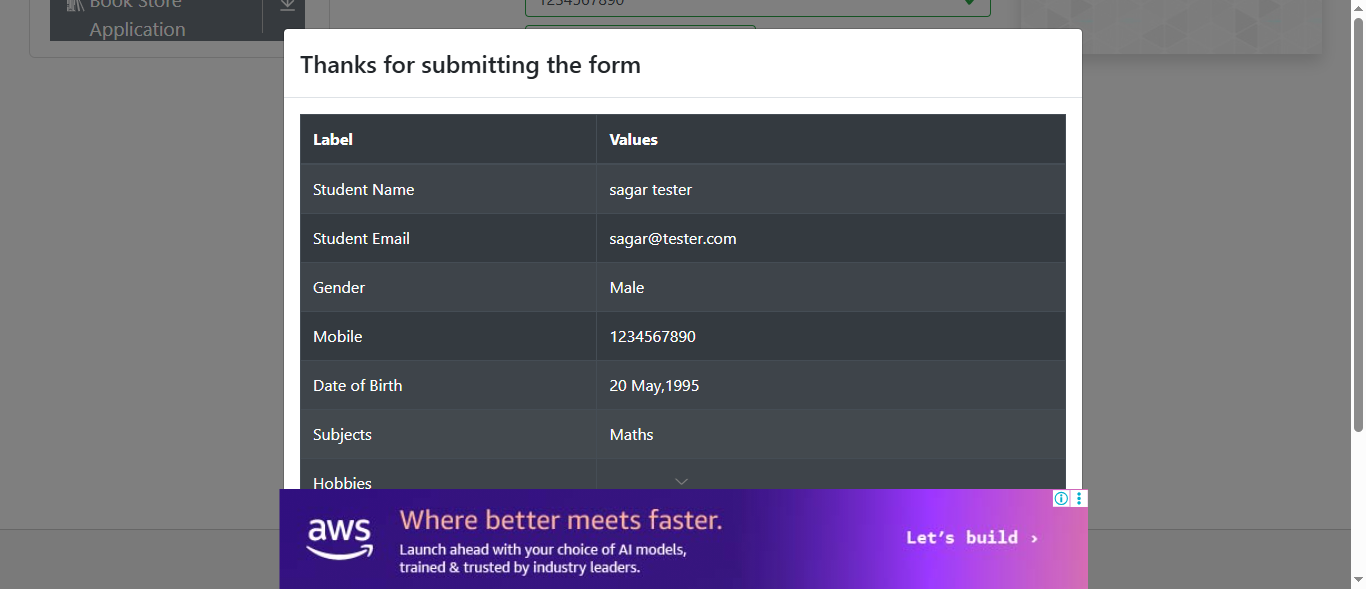 Book Store
Application
1234567890
Thanks for submitting the form
Label Values
Student Name sagar tester
Student Email sagar@tester.com
Gender Male
Mobile 1234567890
Date of Birth 20 May,1995
Subjects Maths
Hobbies
aws
Where better meets faster.
Launch ahead with your choice of AI models,
trained & trusted by industry leaders.
Let's build ›